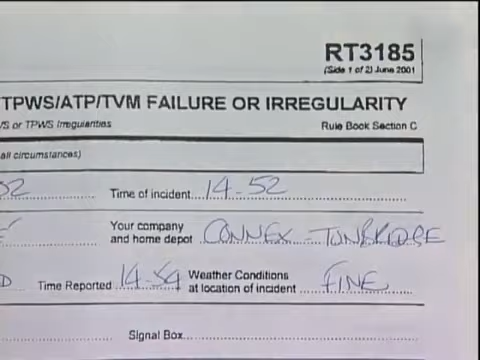 RT3185
(Side 1 of 2) June 2001
TPWS/ATP/TVM FAILURE OR IRREGULARITY
or TPWS Irregularities Rule Book Section C
all circumstances)
02 Time of incident 14-52
Your company
and home depot CONNEX TUNBRIDGE
Time Reported 14-54 Weather Conditions
at location of incident FINE
Signal Box